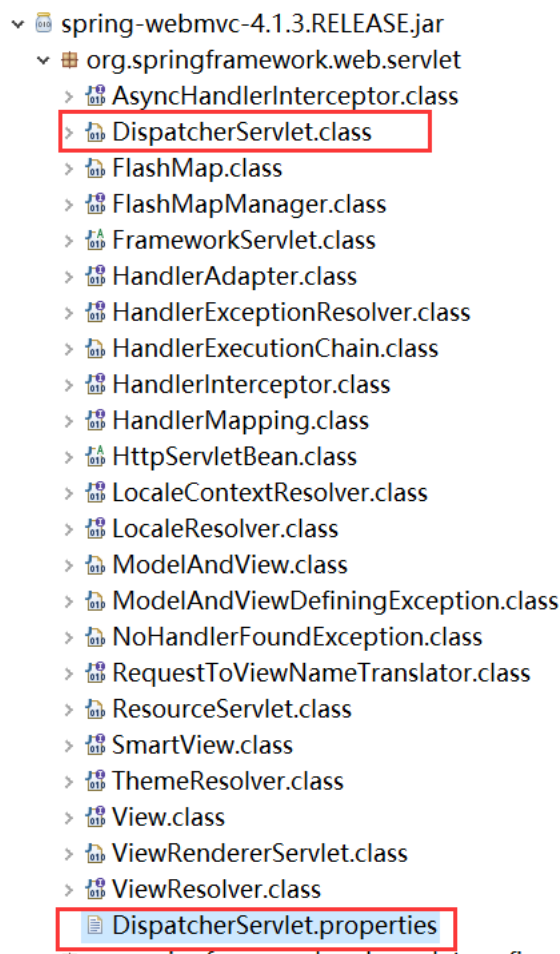 spring-webmvc-4.1.3.RELEASE.jar
org.springframework.web.servlet
AsyncHandlerInterceptor.class
DispatcherServlet.class
FlashMap.class
FlashMapManager.class
FrameworkServlet.class
HandlerAdapter.class
HandlerExceptionResolver.class
HandlerExecutionChain.class
HandlerInterceptor.class
HandlerMapping.class
HttpServletBean.class
LocaleContextResolver.class
LocaleResolver.class
ModelAndView.class
ModelAndViewDefiningException.class
NoHandlerFoundException.class
RequestToViewNameTranslator.class
ResourceServlet.class
SmartView.class
ThemeResolver.class
View.class
ViewRendererServlet.class
ViewResolver.class
DispatcherServlet.properties